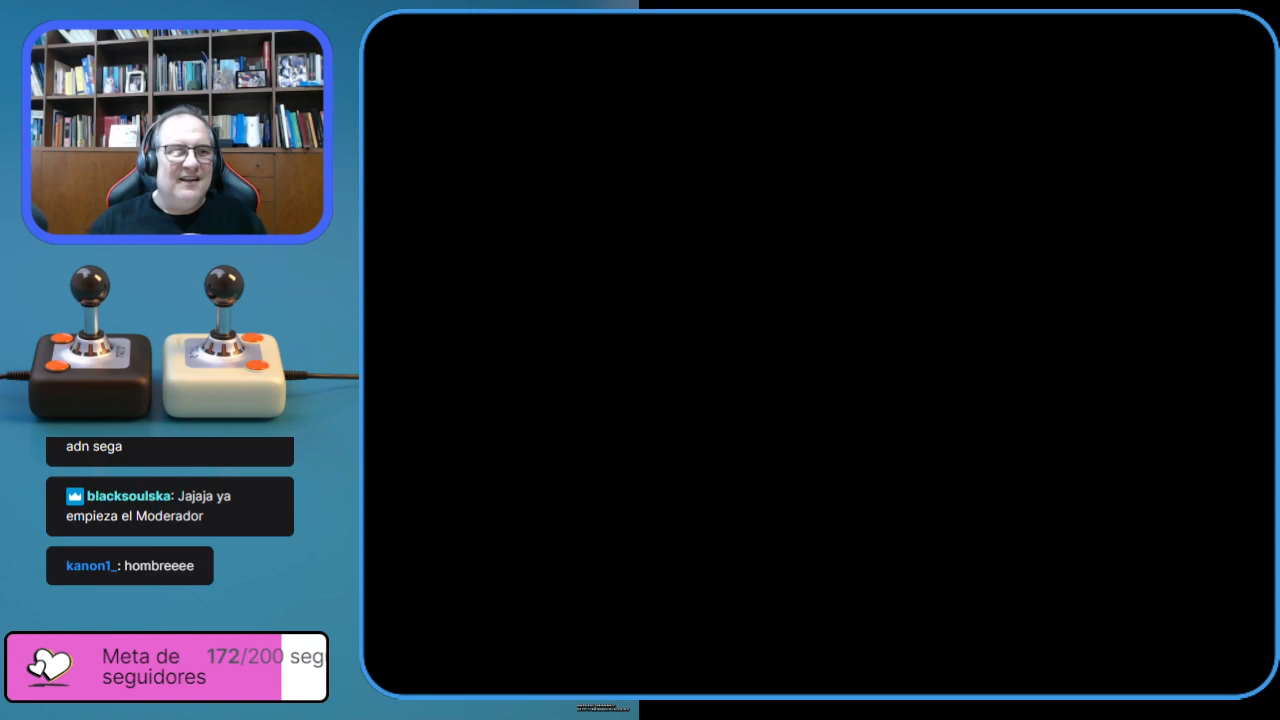 adn sega
blacksoulska: Jajaja ya
empieza el Moderador
kanon1_: hombreeee
Meta de
seguidores
172/200 seg